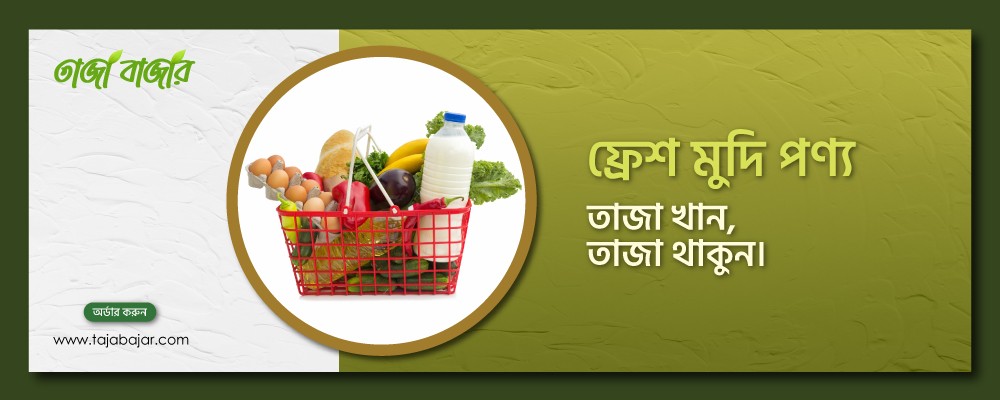 তাজা বাজার
ফ্রেশ মুদি পণ্য
তাজা খান,
তাজা থাকুন।
অর্ডার করুন
www.tajabajar.com